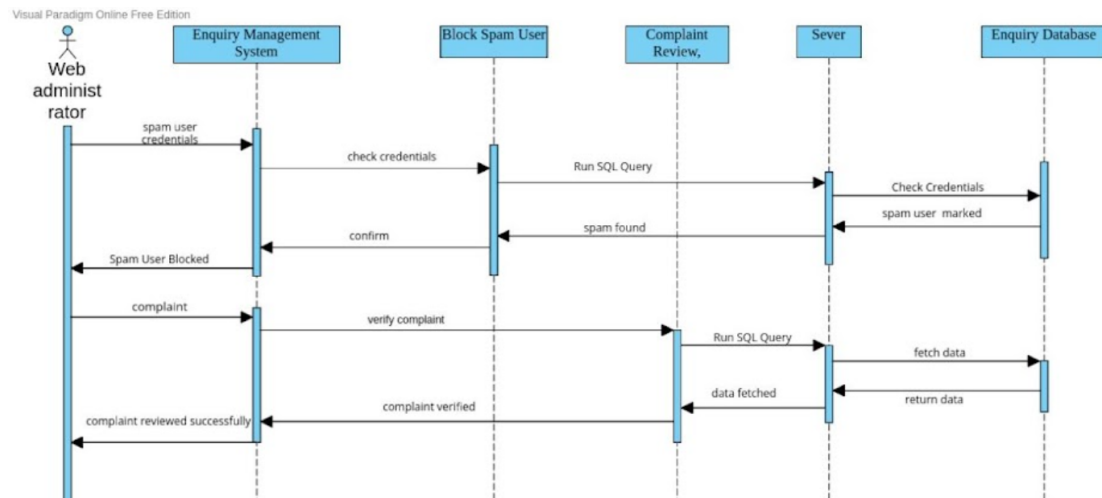 Visual Paradigm Online Free Edition
Enquiry Management
System
Block Spam User
Complaint
Review,
Sever
Enquiry Database
Web
administ
rator
spam user
credentials
check credentials
Run SQL Query
Check Credentials
spam user marked
spam found
confirm
Spam User Blocked
complaint
verify complaint
Run SQL Query
fetch data
return data
data fetched
complaint verified
complaint reviewed successfully